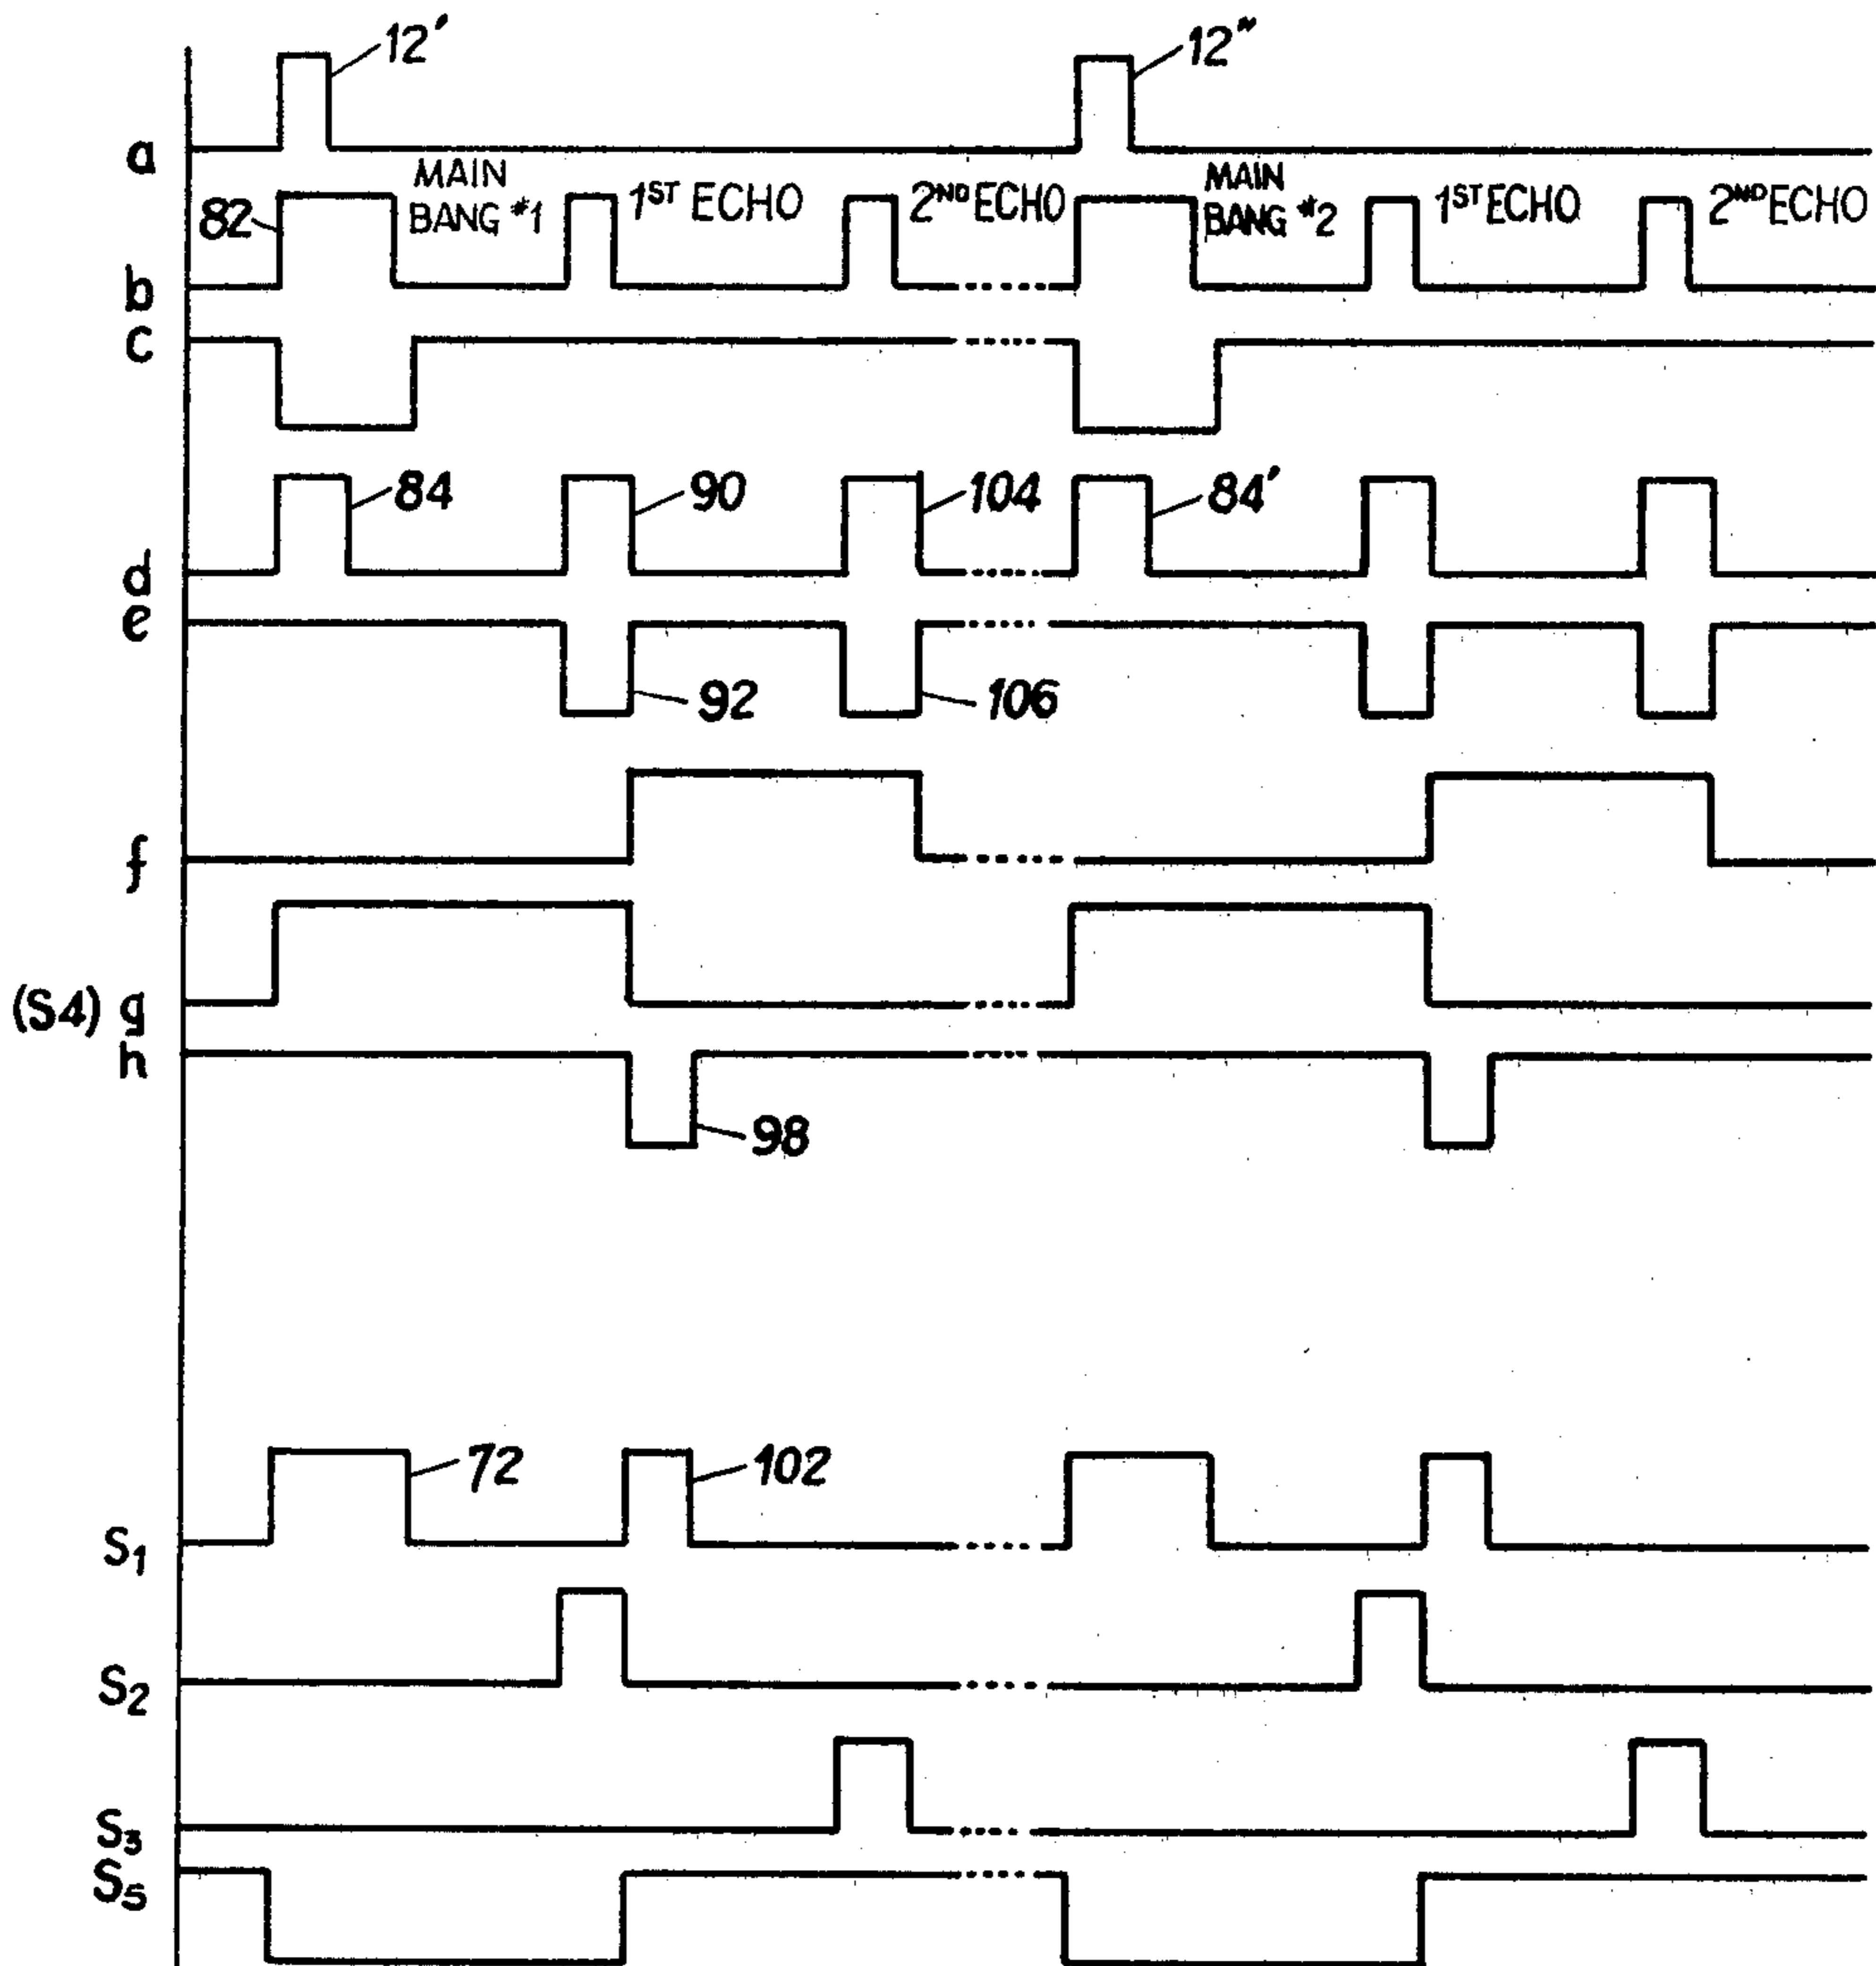 12' 12"
a
82 MAIN BANG #1 1ST ECHO 2ND ECHO MAIN BANG #2 1ST ECHO 2ND ECHO
b
c
84 90 104 84'
d
e
92 106
f
(S4) g
h
98
72 102
S1
S2
S3
S5